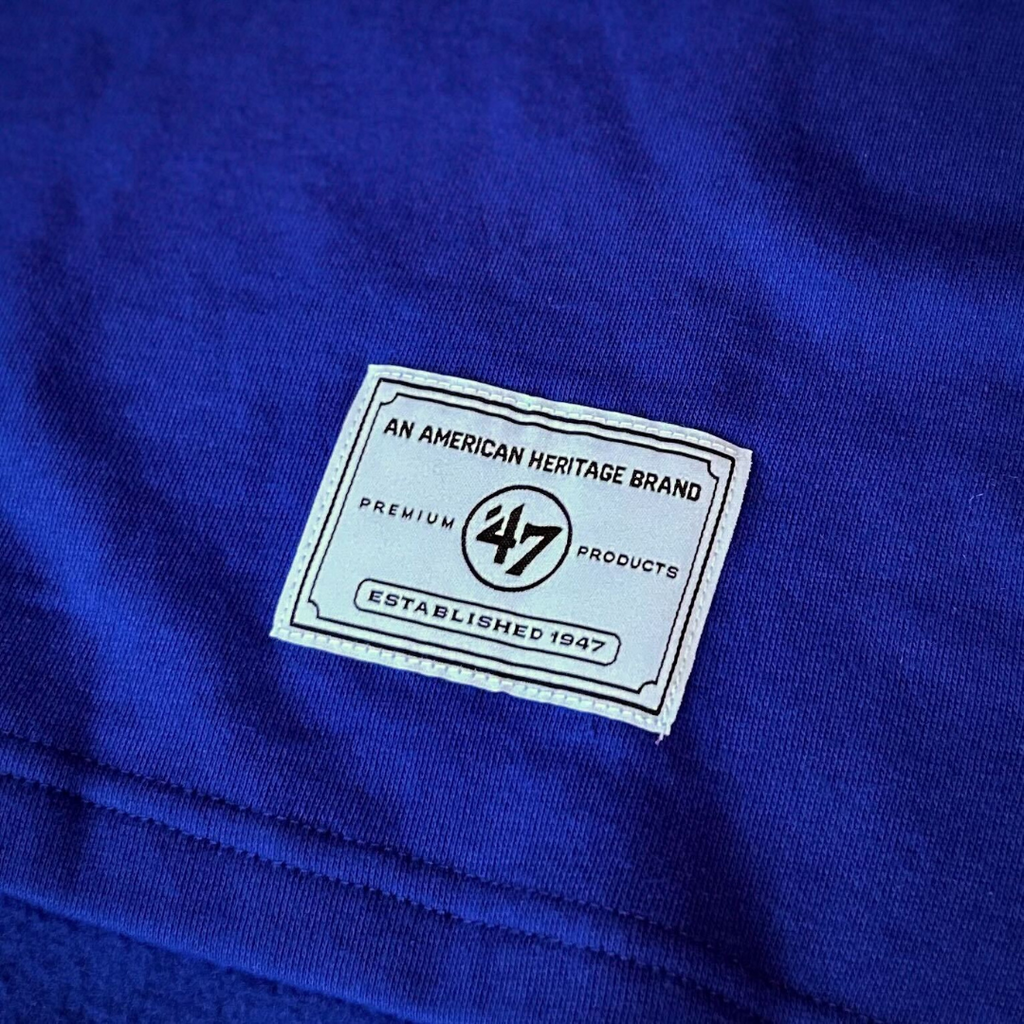 AN AMERICAN HERITAGE BRAND
PREMIUM '47 PRODUCTS
ESTABLISHED 1947